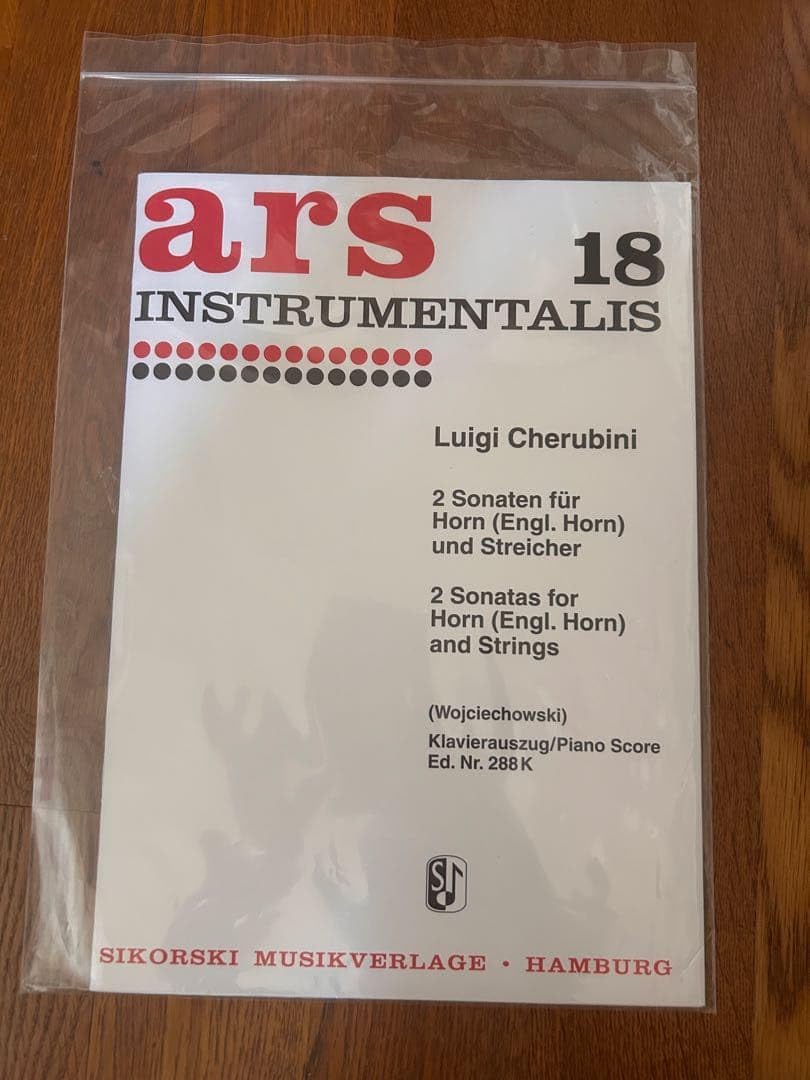 ars
18
INSTRUMENTALIS
Luigi Cherubini
2 Sonaten für
Horn (Engl. Horn)
und Streicher
2 Sonatas for
Horn (Engl. Horn)
and Strings
(Wojciechowski)
Klavierauszug/Piano Score
Ed. Nr. 288 K
S
SIKORSKI MUSIKVERLAGE • HAMBURG